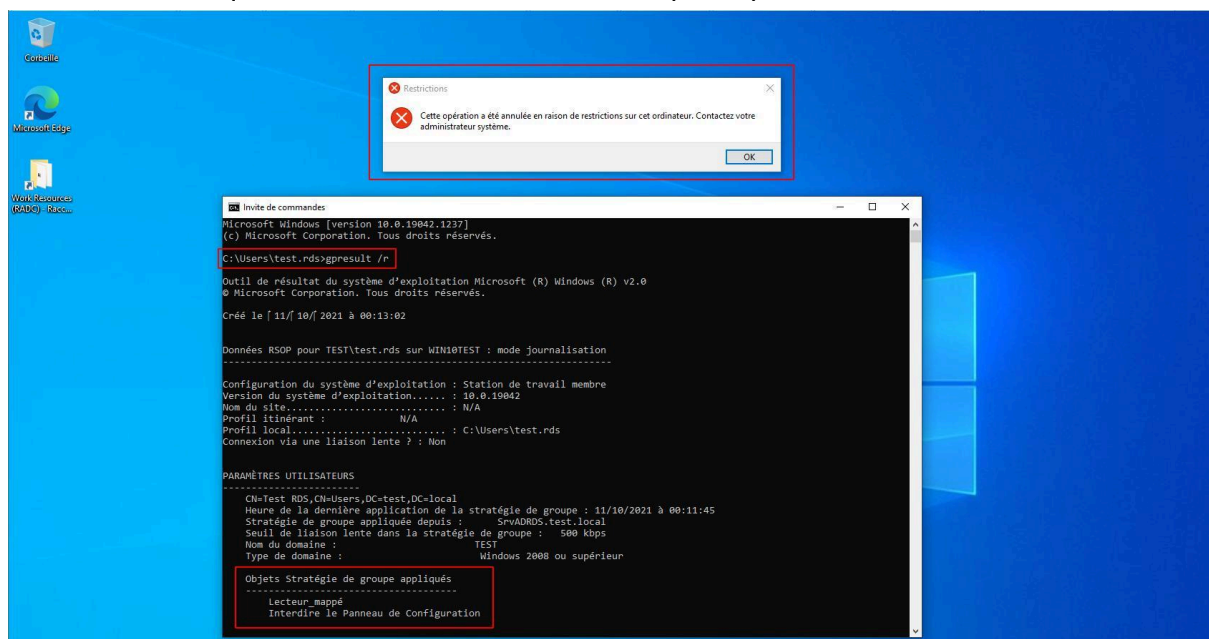 Corbeille
Microsoft Edge
Work Resources
(RADC) - Racc...
Restrictions
Cette opération a été annulée en raison de restrictions sur cet ordinateur. Contactez votre
administrateur système.
OK
Invite de commandes
Microsoft Windows [version 10.0.19042.1237]
(c) Microsoft Corporation. Tous droits réservés.
C:\Users\test.rds>gpresult /r
Outil de résultat du système d'exploitation Microsoft (R) Windows (R) v2.0
© Microsoft Corporation. Tous droits réservés.
Créé le ⌈11/⌈10/⌈2021 à 00:13:02
Données RSOP pour TEST\test.rds sur WIN10TEST : mode journalisation
-----------------------------------------------------------------
Configuration du système d'exploitation : Station de travail membre
Version du système d'exploitation...... : 10.0.19042
Nom du site............................ : N/A
Profil itinérant : N/A
Profil local........................... : C:\Users\test.rds
Connexion via une liaison lente ? : Non
PARAMÈTRES UTILISATEURS
-----------------------
CN=Test RDS,CN=Users,DC=test,DC=local
Heure de la dernière application de la stratégie de groupe : 11/10/2021 à 00:11:45
Stratégie de groupe appliquée depuis : SrvADRDS.test.local
Seuil de liaison lente dans la stratégie de groupe : 500 kbps
Nom du domaine : TEST
Type de domaine : Windows 2008 ou supérieur
Objets Stratégie de groupe appliqués
------------------------------------
Lecteur_mappé
Interdire le Panneau de Configuration